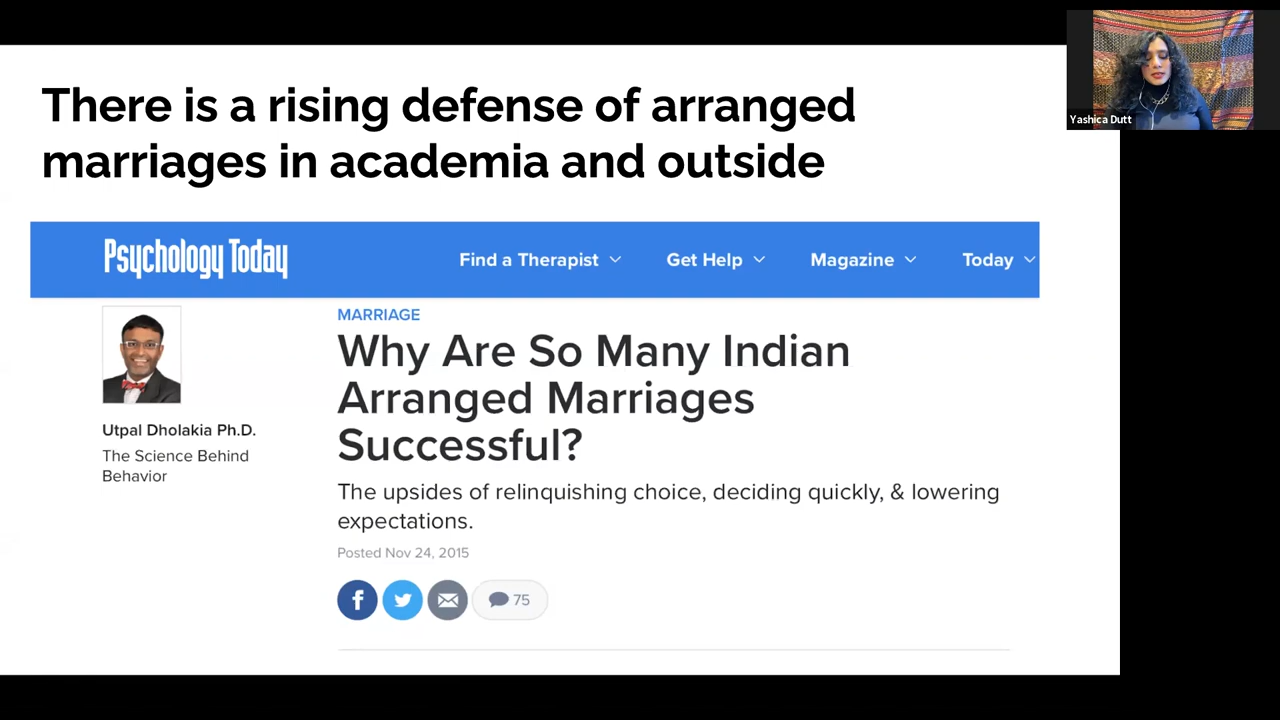 There is a rising defense of arranged
marriages in academia and outside
Yashica Dutt
Psychology Today
Find a Therapist
Get Help
Magazine
Today
Utpal Dholakia Ph.D.
The Science Behind
Behavior
MARRIAGE
Why Are So Many Indian
Arranged Marriages
Successful?
The upsides of relinquishing choice, deciding quickly, & lowering
expectations.
Posted Nov 24, 2015
f
75